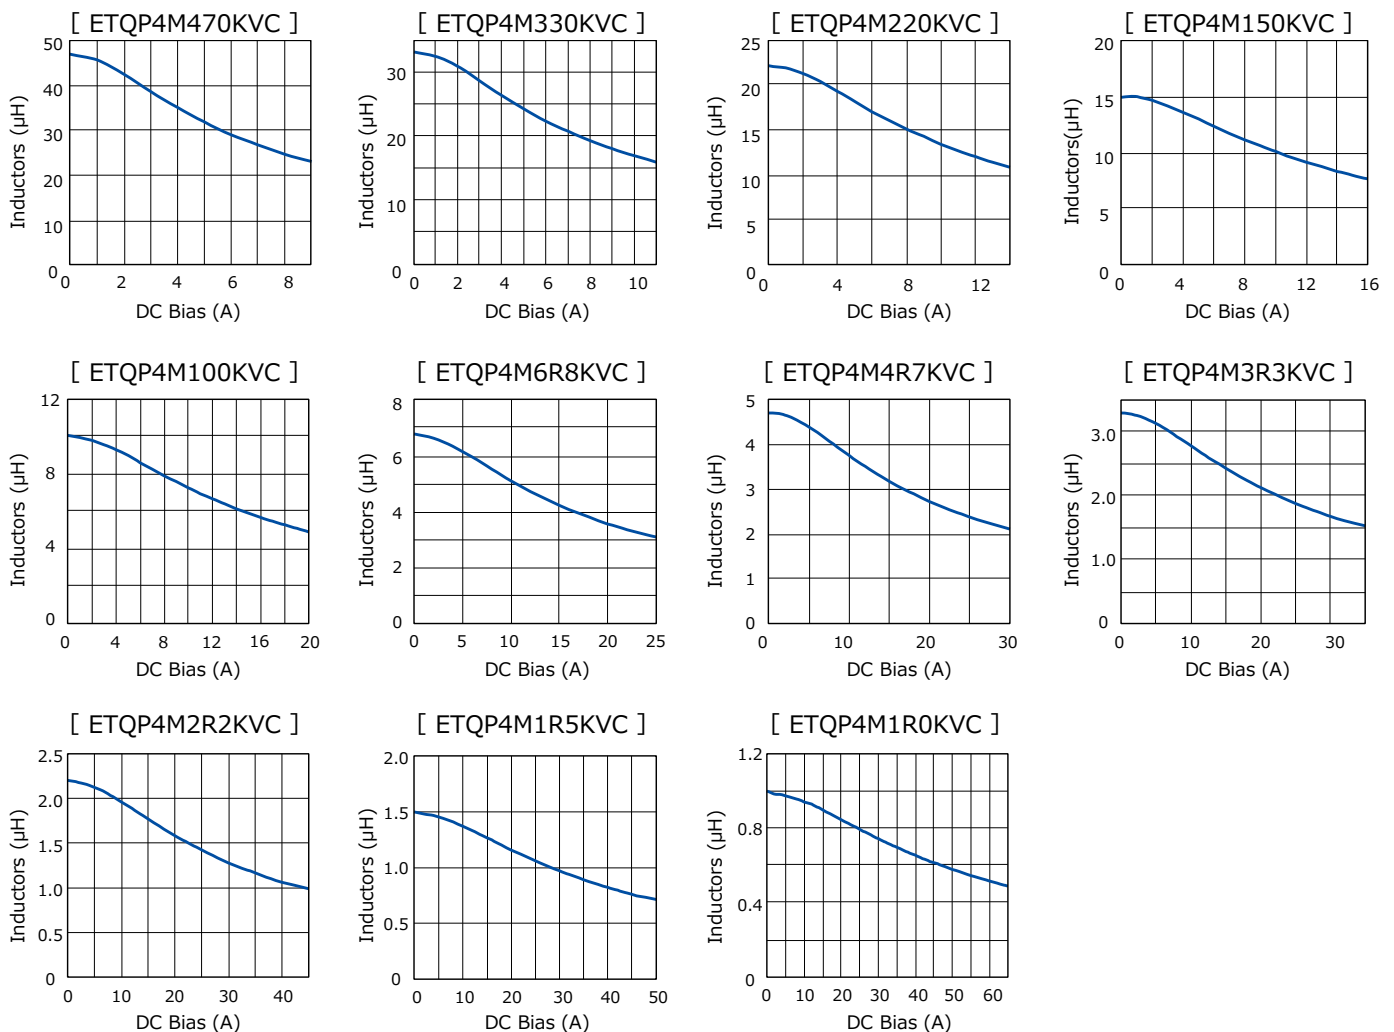 [ ETQP4M470KVC ]
50
40
30
20
10
0
Inductors (µH)
0 2 4 6 8
DC Bias (A)
[ ETQP4M330KVC ]
30
20
10
0
Inductors (µH)
0 2 4 6 8 10
DC Bias (A)
[ ETQP4M220KVC ]
25
20
15
10
5
0
Inductors (µH)
0 4 8 12
DC Bias (A)
[ ETQP4M150KVC ]
20
15
10
5
0
Inductors(µH)
0 4 8 12 16
DC Bias (A)
[ ETQP4M100KVC ]
12
8
4
0
Inductors (µH)
0 4 8 12 16 20
DC Bias (A)
[ ETQP4M6R8KVC ]
8
6
4
2
0
Inductors (µH)
0 5 10 15 20 25
DC Bias (A)
[ ETQP4M4R7KVC ]
5
4
3
2
1
0
Inductors (µH)
0 10 20 30
DC Bias (A)
[ ETQP4M3R3KVC ]
3.0
2.0
1.0
0
Inductors (µH)
0 10 20 30
DC Bias (A)
[ ETQP4M2R2KVC ]
2.5
2.0
1.5
1.0
0.5
0
Inductors (µH)
0 10 20 30 40
DC Bias (A)
[ ETQP4M1R5KVC ]
2.0
1.5
1.0
0.5
0
Inductors (µH)
0 10 20 30 40 50
DC Bias (A)
[ ETQP4M1R0KVC ]
1.2
0.8
0.4
0
Inductors (µH)
0 10 20 30 40 50 60
DC Bias (A)